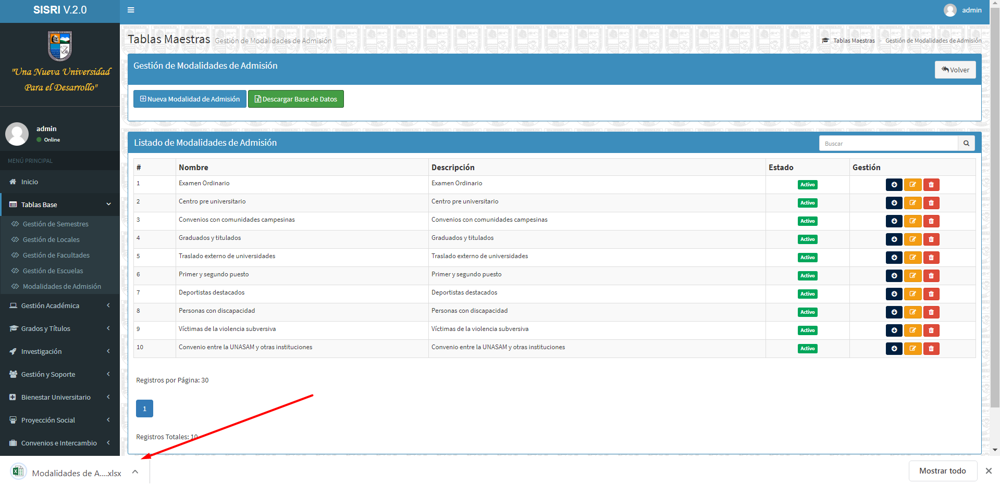 SISRI V.2.0
admin
"Una Nueva Universidad
Para el Desarrollo"
admin
Online
MENÚ PRINCIPAL
Inicio
Tablas Base
Gestión de Semestres
Gestión de Locales
Gestión de Facultades
Gestión de Escuelas
Modalidades de Admisión
Gestión Académica
Grados y Títulos
Investigación
Gestión y Soporte
Bienestar Universitario
Proyección Social
Convenios e Intercambio
Tablas Maestras Gestión de Modalidades de Admisión
Tablas Maestras > Gestión de Modalidades de Admisión
Gestión de Modalidades de Admisión
Volver
Nueva Modalidad de Admisión Descargar Base de Datos
Listado de Modalidades de Admisión
Buscar
# Nombre Descripción Estado Gestión
1 Examen Ordinario Examen Ordinario Activo
2 Centro pre universitario Centro pre universitario Activo
3 Convenios con comunidades campesinas Convenios con comunidades campesinas Activo
4 Graduados y titulados Graduados y titulados Activo
5 Traslado externo de universidades Traslado externo de universidades Activo
6 Primer y segundo puesto Primer y segundo puesto Activo
7 Deportistas destacados Deportistas destacados Activo
8 Personas con discapacidad Personas con discapacidad Activo
9 Víctimas de la violencia subversiva Víctimas de la violencia subversiva Activo
10 Convenio entre la UNASAM y otras instituciones Convenio entre la UNASAM y otras instituciones Activo
Registros por Página: 30
1
Registros Totales: 10
Modalidades de A....xlsx
Mostrar todo